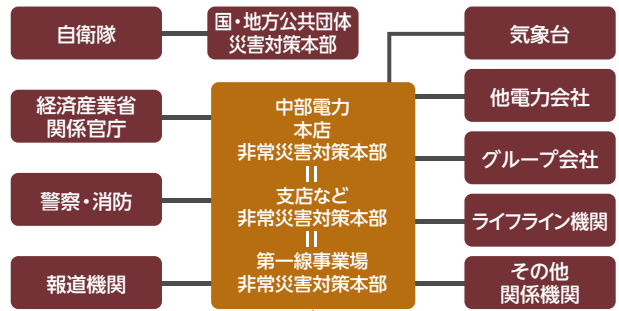 自衛隊
国・地方公共団体
災害対策本部
気象台
経済産業省
関係官庁
中部電力
本店
非常災害対策本部
支店など
非常災害対策本部
第一線事業場
非常災害対策本部
他電力会社
グループ会社
警察・消防
ライフライン機関
報道機関
その他
関係機関